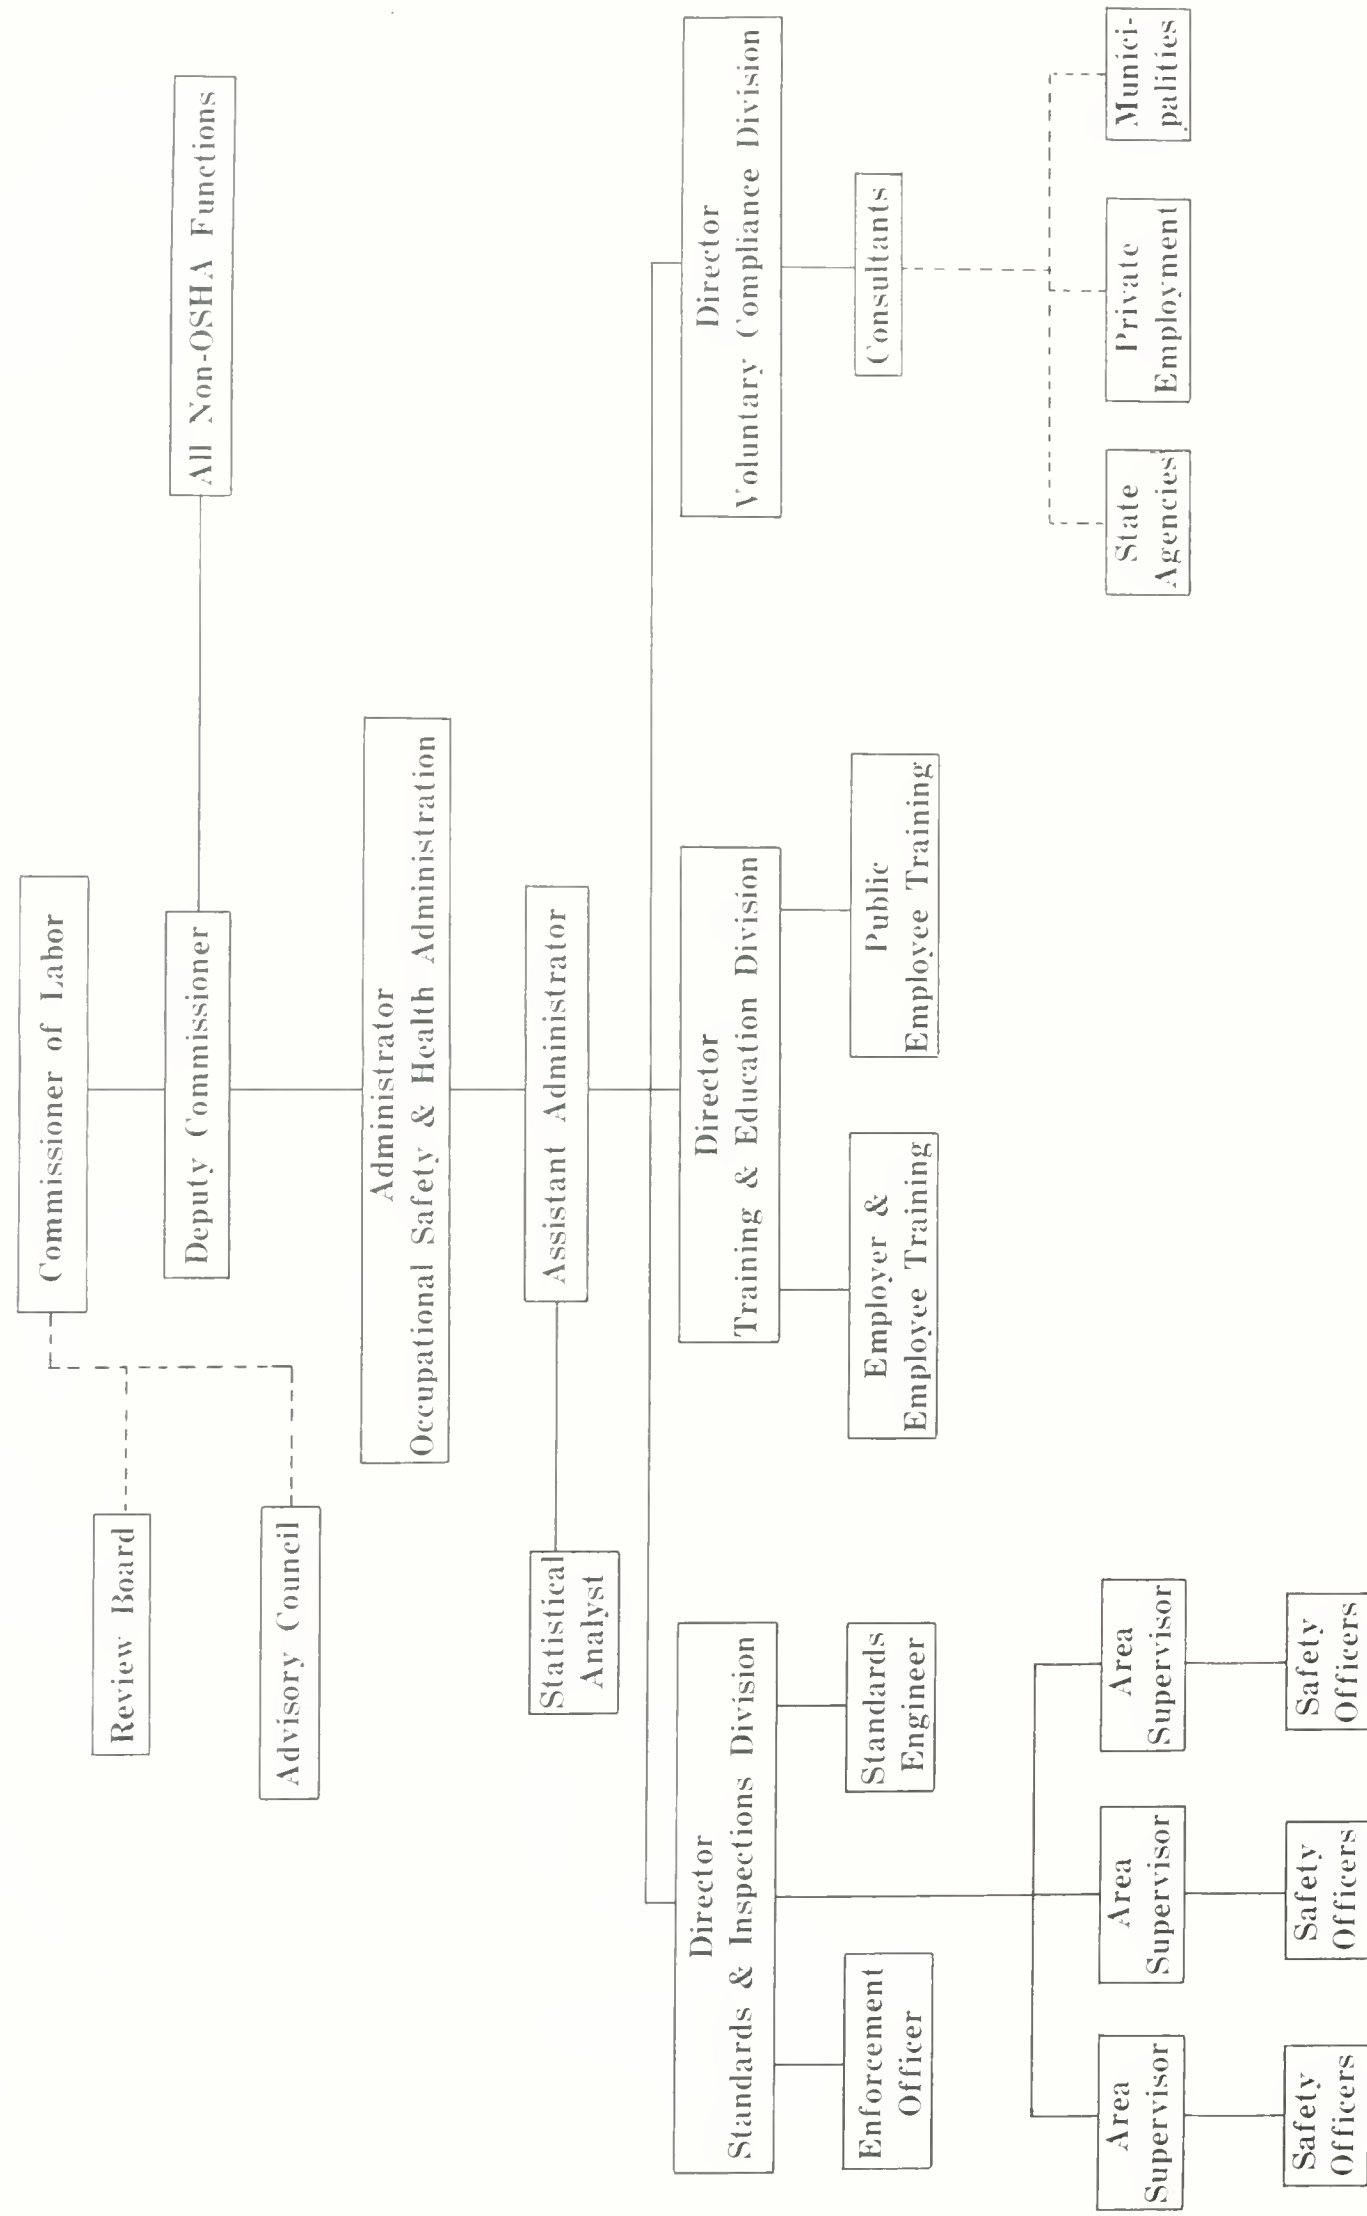 Commissioner of Labor
Review Board
Deputy Commissioner
All Non-OSHA Functions
Advisory Council
Administrator
Occupational Safety & Health Administration
Assistant Administrator
Statistical
Analyst
Director
Standards & Inspections Division
Director
Training & Education Division
Director
Voluntary Compliance Division
Enforcement
Officer
Standards
Engineer
Employer &
Employee Training
Public
Employee Training
Consultants
Area
Supervisor
Area
Supervisor
Area
Supervisor
State
Agencies
Private
Employment
Munici-
palities
Safety
Officers
Safety
Officers
Safety
Officers